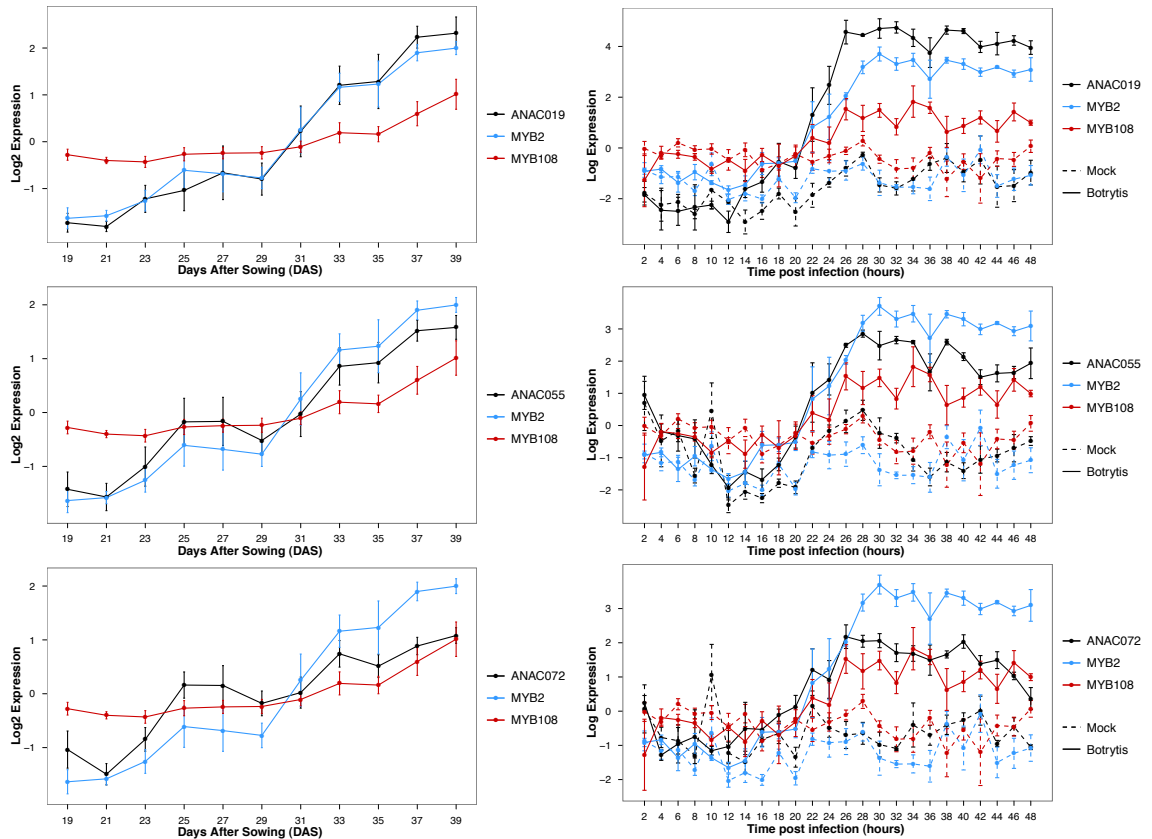 Log2 Expression
2
1
0
−1
19 21 23 25 27 29 31 33 35 37 39
Days After Sowing (DAS)
ANAC019
MYB2
MYB108
Log Expression
4
2
0
−2
2 4 6 8 10 12 14 16 18 20 22 24 26 28 30 32 34 36 38 40 42 44 46 48
Time post infection (hours)
ANAC019
MYB2
MYB108
Mock
Botrytis
Log2 Expression
2
1
0
−1
19 21 23 25 27 29 31 33 35 37 39
Days After Sowing (DAS)
ANAC055
MYB2
MYB108
Log Expression
3
2
1
0
−1
−2
2 4 6 8 10 12 14 16 18 20 22 24 26 28 30 32 34 36 38 40 42 44 46 48
Time post infection (hours)
ANAC055
MYB2
MYB108
Mock
Botrytis
Log2 Expression
2
1
0
−1
19 21 23 25 27 29 31 33 35 37 39
Days After Sowing (DAS)
ANAC072
MYB2
MYB108
Log Expression
3
2
1
0
−1
−2
2 4 6 8 10 12 14 16 18 20 22 24 26 28 30 32 34 36 38 40 42 44 46 48
Time post infection (hours)
ANAC072
MYB2
MYB108
Mock
Botrytis